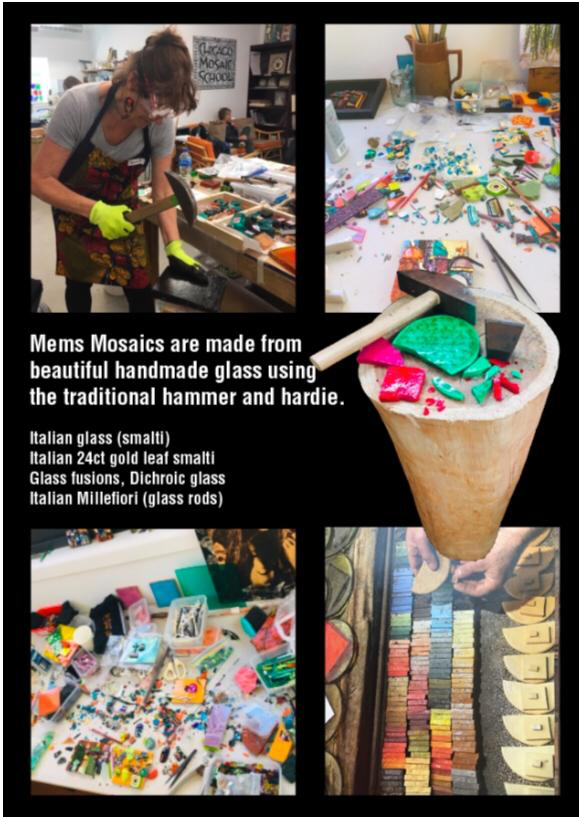 CHICAGO
MOSAIC
SCHOOL
Mems Mosaics are made from
beautiful handmade glass using
the traditional hammer and hardie.
Italian glass (smalti)
Italian 24ct gold leaf smalti
Glass fusions, Dichroic glass
Italian Millefiori (glass rods)